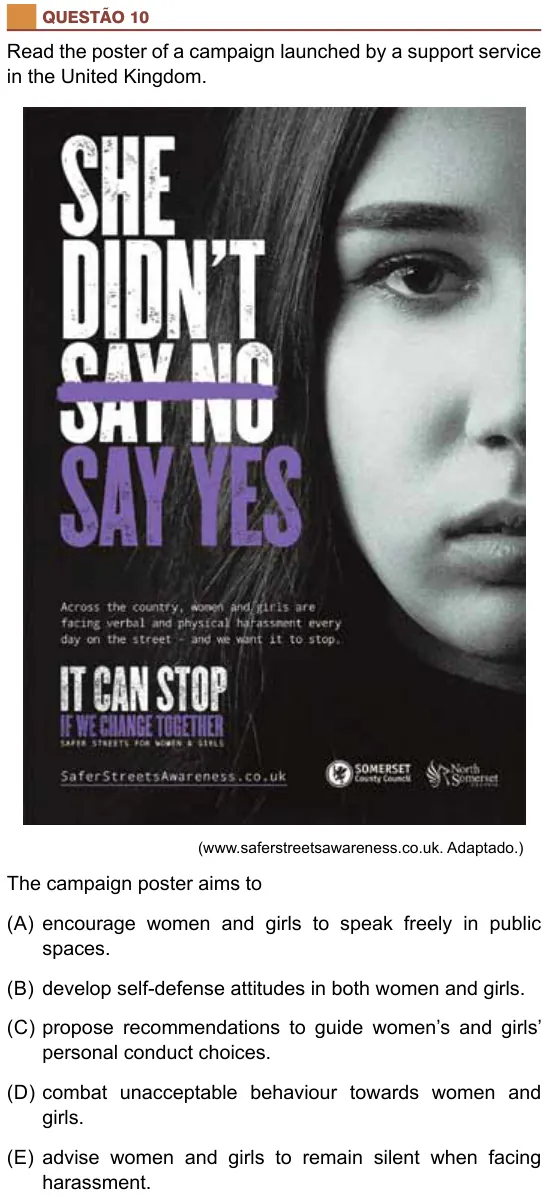 QUESTÃO 10
Read the poster of a campaign launched by a support service
in the United Kingdom.
SHE
DIDN'T
SAY NO
SAY YES
Across the country, women and girls are
facing verbal and physical harassment every
day on the street - and we want it to stop.
IT CAN STOP
IF WE CHANGE TOGETHER
SAFER STREETS FOR WOMEN & GIRLS
SaferStreetsAwareness.co.uk
SOMERSET
County Council
North
Somerset
COUNCIL
(www.saferstreetsawareness.co.uk. Adaptado.)
The campaign poster aims to
(A) encourage women and girls to speak freely in public
spaces.
(B) develop self-defense attitudes in both women and girls.
(C) propose recommendations to guide women's and girls'
personal conduct choices.
(D) combat unacceptable behaviour towards women and
girls.
(E) advise women and girls to remain silent when facing
harassment.